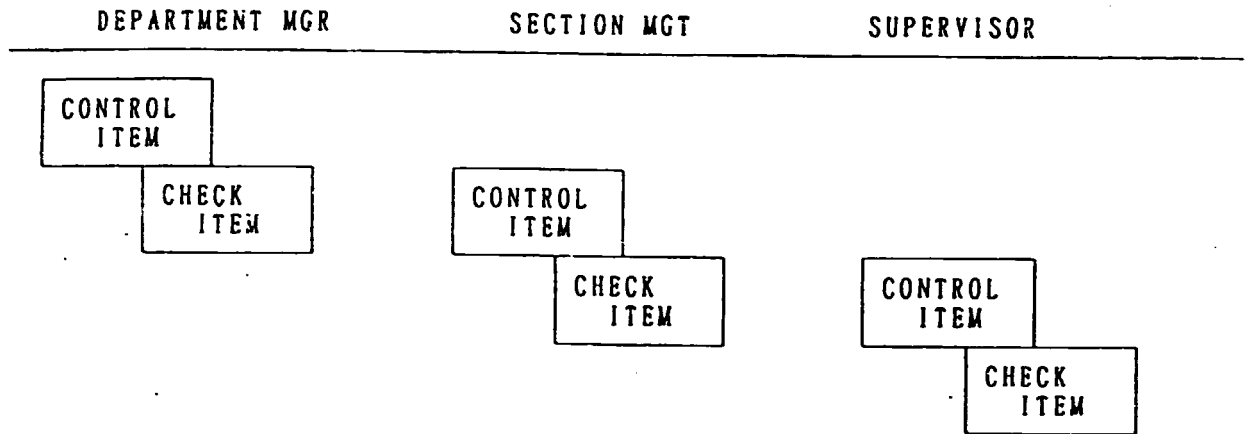 DEPARTMENT MGR
SECTION MGT
SUPERVISOR
CONTROL
ITEM
CHECK
ITEM
CONTROL
ITEM
CHECK
ITEM
CONTROL
ITEM
CHECK
ITEM